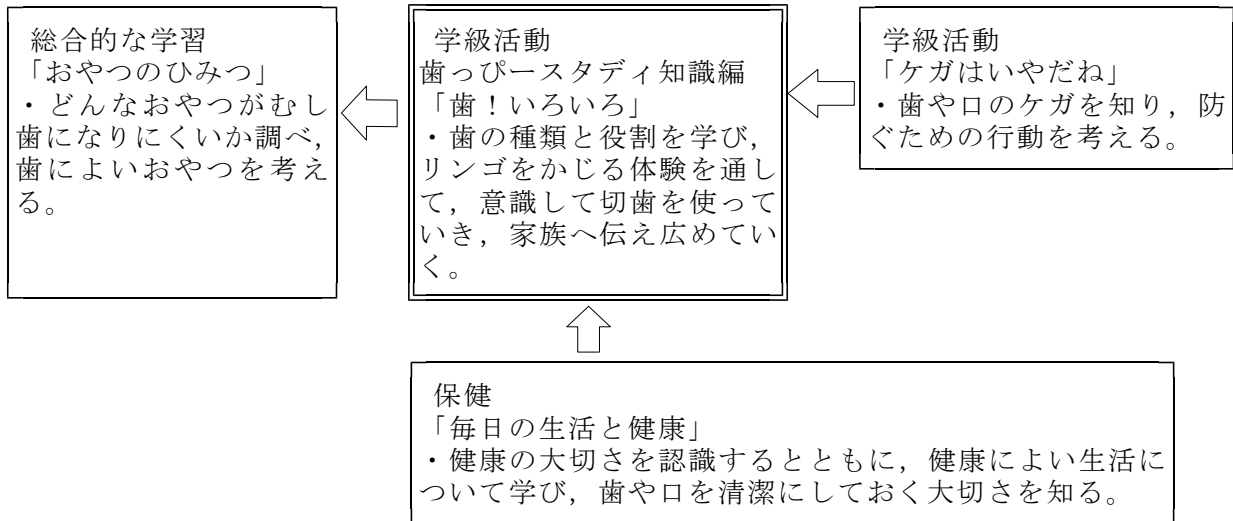 総合的な学習
「おやつのひみつ」
・どんなおやつがむし
歯になりにくいか調べ,
歯によいおやつを考え
る。
学級活動
歯っぴースタディ知識編
「歯！いろいろ」
・歯の種類と役割を学び,
リンゴをかじる体験を通し
て，意識して切歯を使って
いき，家族へ伝え広めてい
く。
学級活動
「ケガはいやだね」
・歯や口のケガを知り，防
ぐための行動を考える。
保健
「毎日の生活と健康」
・健康の大切さを認識するとともに，健康によい生活に
ついて学び，歯や口を清潔にしておく大切さを知る。